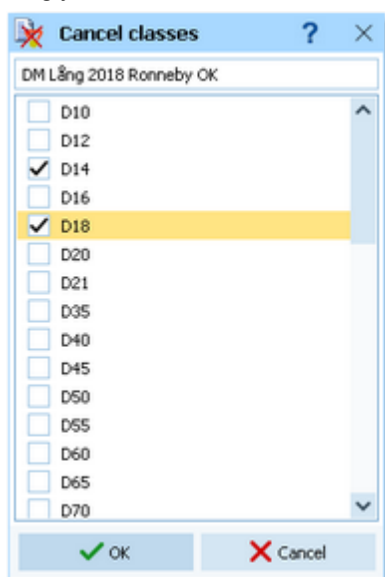 Cancel classes ?
DM Lång 2018 Ronneby OK
D10
D12
D14
D16
D18
D20
D21
D35
D40
D45
D50
D55
D60
D65
D70
OK Cancel